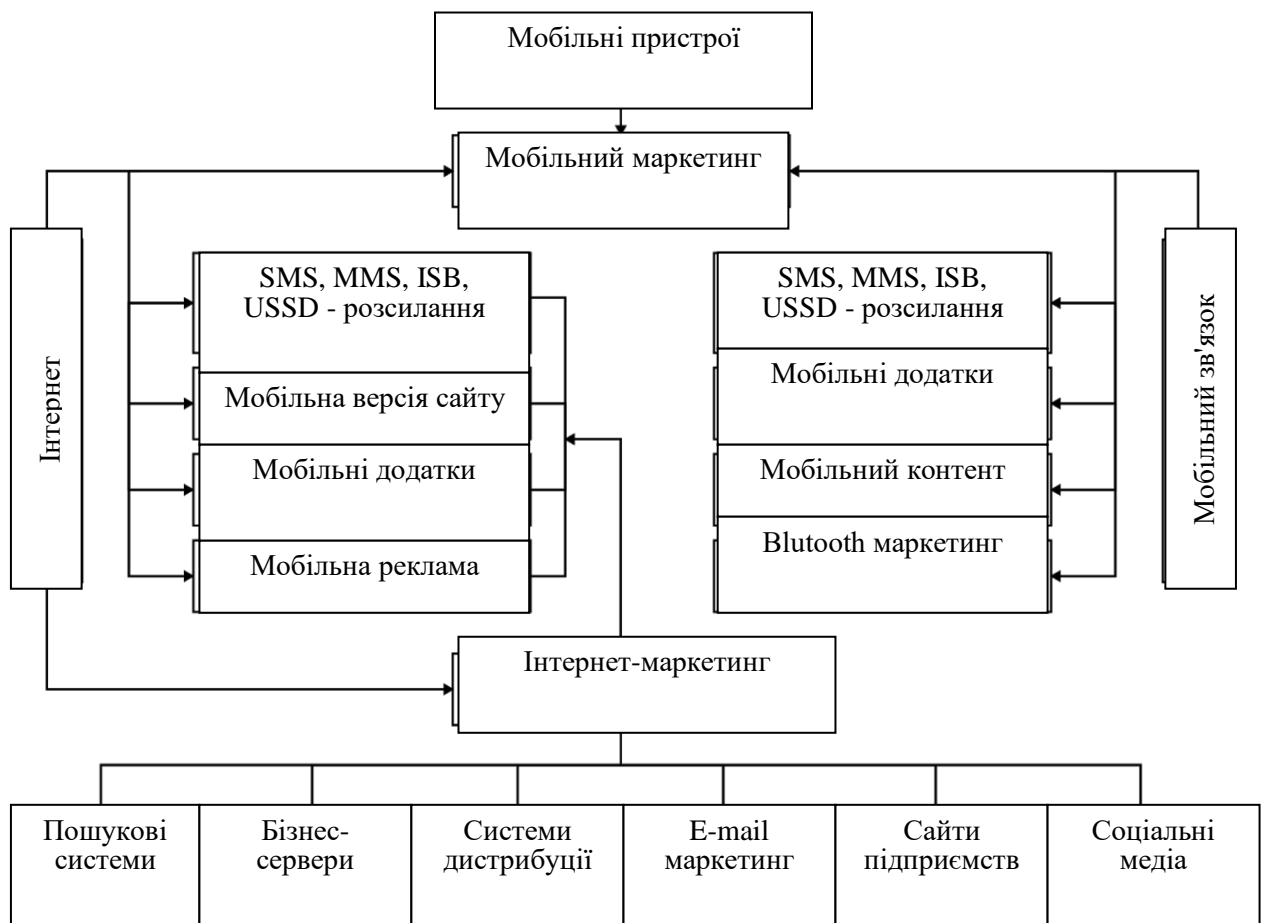 Мобільні пристрої
Мобільний маркетинг
Інтернет
SMS, MMS, ISB,
USSD - розсилання
Мобільна версія сайту
Мобільні додатки
Мобільна реклама
SMS, MMS, ISB,
USSD - розсилання
Мобільні додатки
Мобільний контент
Blutooth маркетинг
Мобільний зв'язок
Інтернет-маркетинг
Пошукові
системи
Бізнес-
сервери
Системи
дистрибуції
E-mail
маркетинг
Сайти
підприємств
Соціальні
медіа